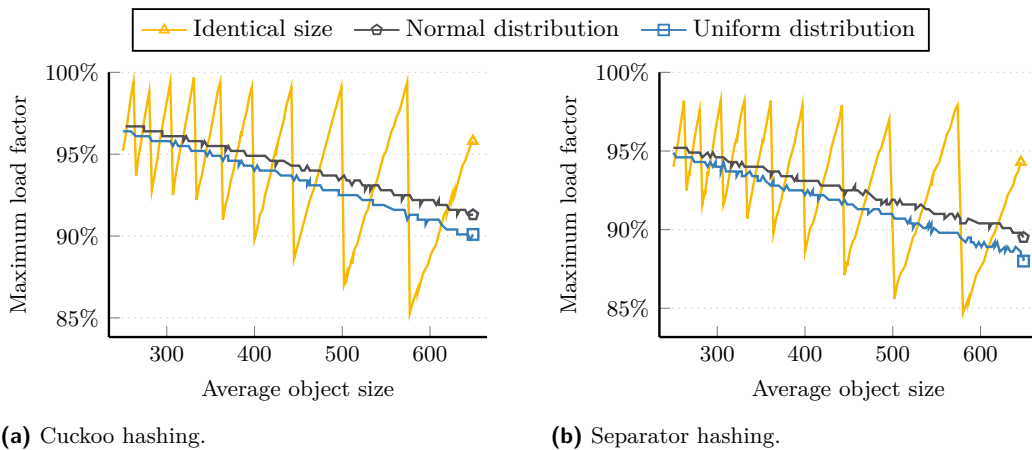 Identical size Normal distribution Uniform distribution
100%
95%
90%
85%
Maximum load factor
300 400 500 600
Average object size
(a) Cuckoo hashing.
100%
95%
90%
85%
Maximum load factor
300 400 500 600
Average object size
(b) Separator hashing.